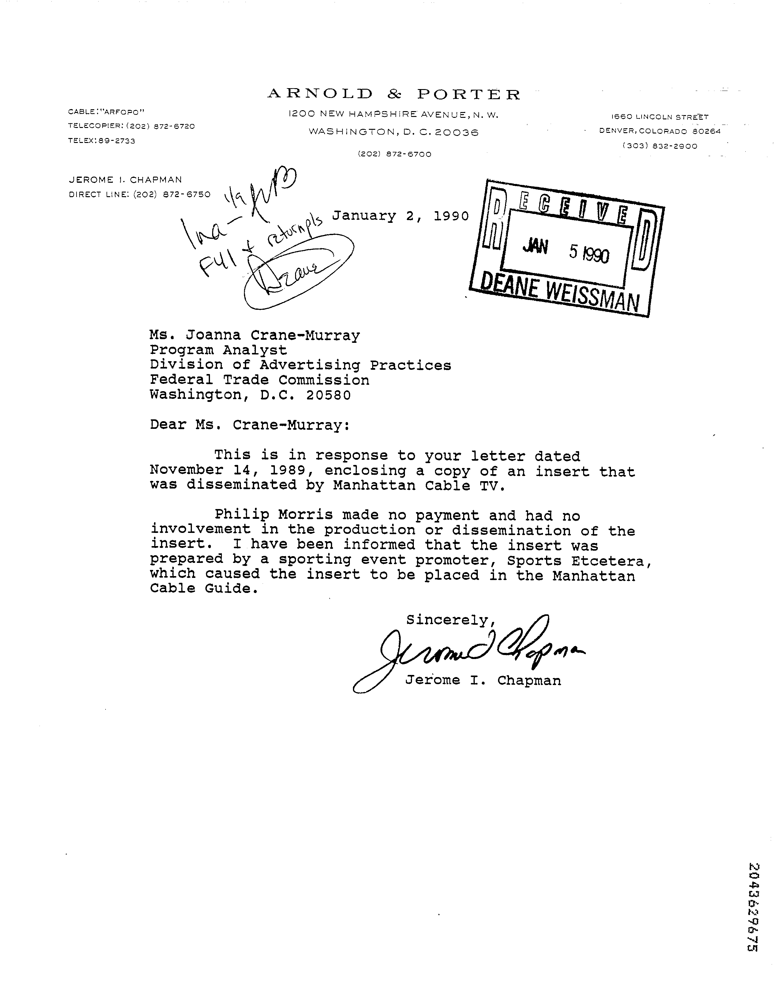 ARNOLD & PORTER
CABLE:"ARFOPO"
TELECOPIER: (202) 872-6720
TELEX: 89-2733
1200 NEW HAMPSHIRE AVENUE, N. W.
WASHINGTON, D. C. 20036
(202) 872-6700
1660 LINCOLN STREET
DENVER, COLORADO 80264
(303) 832-2900
JEROME I. CHAPMAN
DIRECT LINE: (202) 872-6750
1/9
Ina-
FYI + return pls
Deane
January 2, 1990
RECEIVED
JAN 5 1990
DEANE WEISSMAN
Ms. Joanna Crane-Murray
Program Analyst
Division of Advertising Practices
Federal Trade Commission
Washington, D.C. 20580
Dear Ms. Crane-Murray:
This is in response to your letter dated
November 14, 1989, enclosing a copy of an insert that
was disseminated by Manhattan Cable TV.
Philip Morris made no payment and had no
involvement in the production or dissemination of the
insert. I have been informed that the insert was
prepared by a sporting event promoter, Sports Etcetera,
which caused the insert to be placed in the Manhattan
Cable Guide.
Sincerely,
Jerome I Chapman
Jerome I. Chapman
2043629675